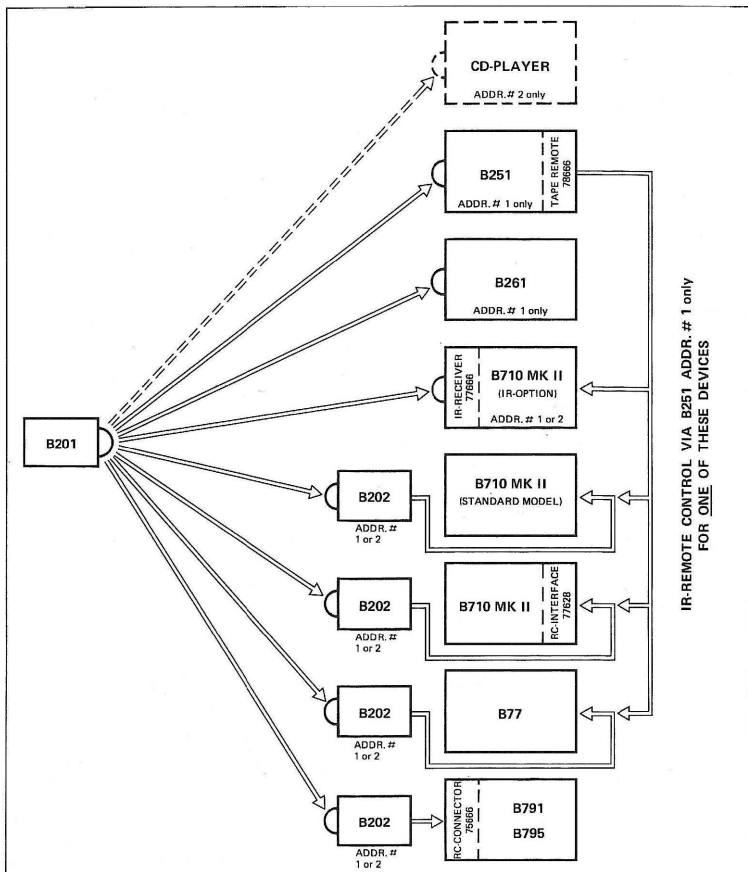 CD-PLAYER
ADDR.# 2 only
B251
ADDR.# 1 only
TAPE REMOTE
78666
B261
ADDR.# 1 only
IR-RECEIVER
77666
B710 MK II
(IR-OPTION)
ADDR.# 1 or 2
B201
B202
ADDR.#
1 or 2
B710 MK II
(STANDARD MODEL)
B202
ADDR.#
1 or 2
B710 MK II
RC-INTERFACE
77628
B202
ADDR.#
1 or 2
B77
B202
ADDR.#
1 or 2
RC-CONNECTOR
75666
B791
B795
IR-REMOTE CONTROL VIA B251 ADDR.# 1 only
FOR ONE OF THESE DEVICES